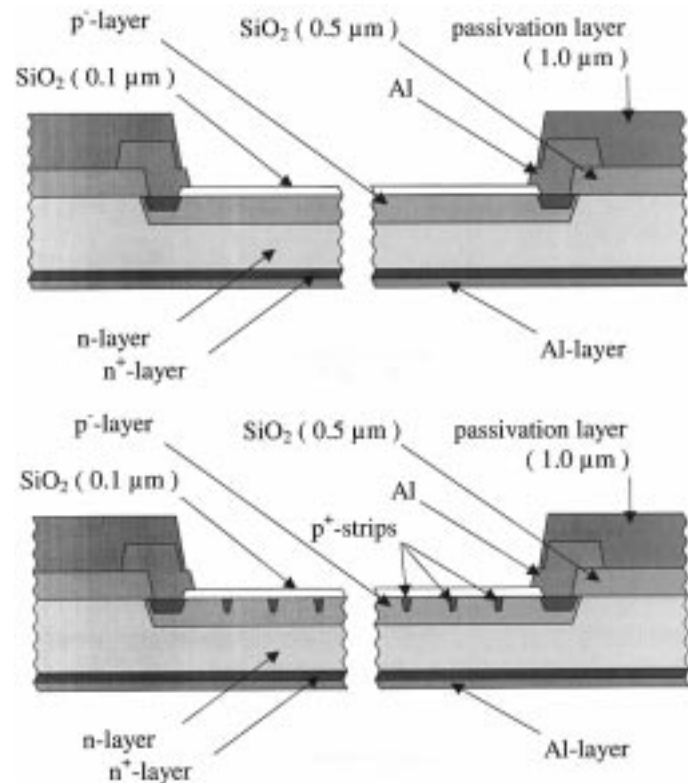 p⁻-layer
SiO₂ ( 0.5 µm )
passivation layer
( 1.0 µm )
SiO₂ ( 0.1 µm )
Al
n-layer
n⁺-layer
Al-layer
p⁻-layer
SiO₂ ( 0.5 µm )
passivation layer
( 1.0 µm )
SiO₂ ( 0.1 µm )
Al
p⁺-strips
n-layer
n⁺-layer
Al-layer